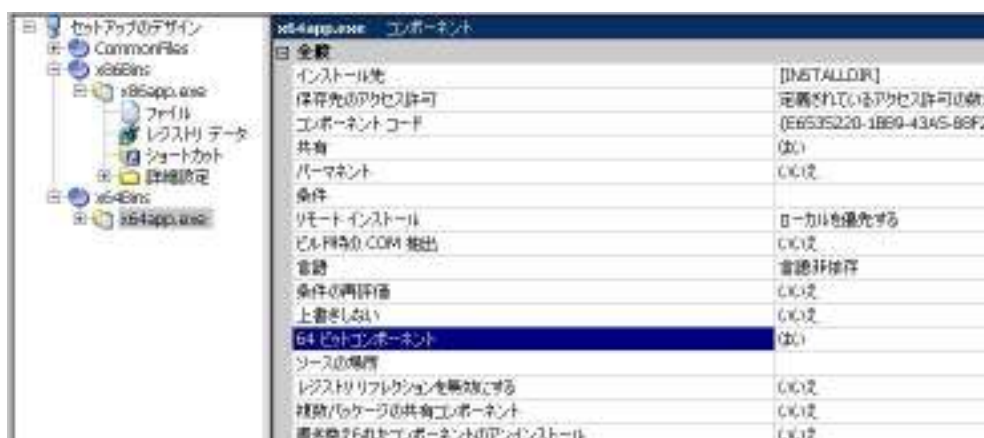 セットアップのデザイン
CommonFiles
x86Bins
x86app.exe
ファイル
レジストリ データ
ショートカット
詳細設定
x64Bins
x64app.exe
x64app.exe コンポーネント
全般
インストール先 [INSTALLDIR]
保存先のアクセス許可 定義されているアクセス許可の数
コンポーネント コード
共有 はい
パーマネント いいえ
条件
リモート インストール ローカルを優先する
ビルド時の COM 抽出 いいえ
言語 言語非依存
条件の再評価 いいえ
上書きしない いいえ
64 ビットコンポーネント はい
ソースの場所
レジストリ リフレクションを無効にする いいえ
複数パッケージの共有コンポーネント いいえ